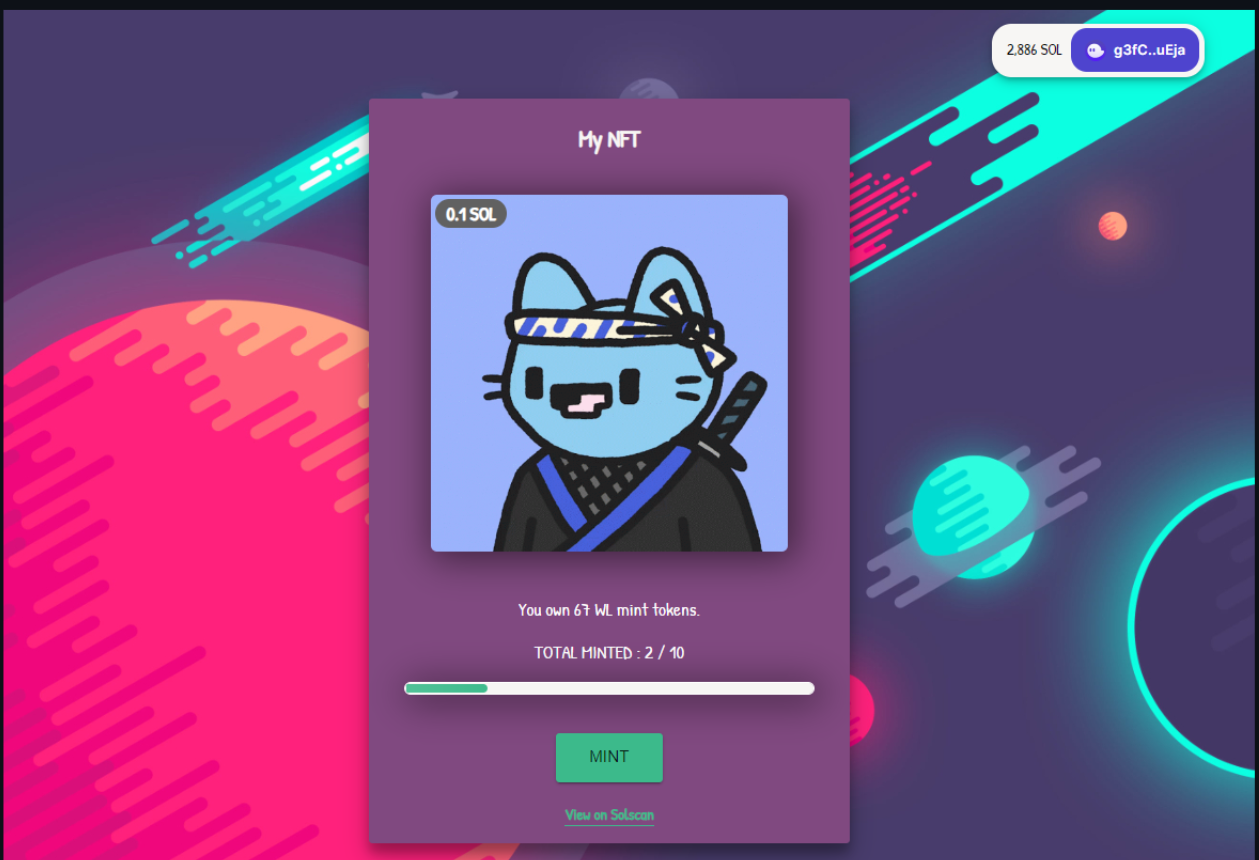 2,886 SOL g3fC..uEja
My NFT
0.1 SOL
You own 67 WL mint tokens.
TOTAL MINTED : 2 / 10
MINT
View on Solscan